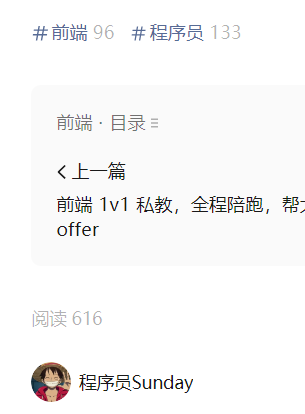 #前端 96 #程序员 133
前端 · 目录
上一篇
前端 1v1 私教，全程陪跑，帮
offer
阅读 616
程序员Sunday